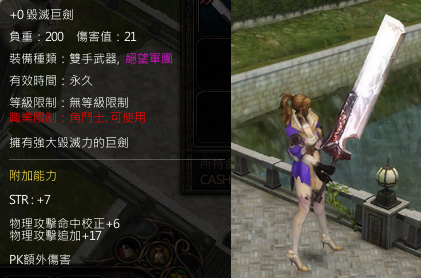 +0 毀滅巨劍
負重：200 傷害值：21
裝備種類：雙手武器, 絕望軍團
有效時間：永久
等級限制：無等級限制
職業限制：角鬥士 可使用
擁有強大毀滅力的巨劍
附加能力
STR : +7
物理攻擊命中校正+6
物理攻擊追加+17
PK額外傷害
所持
CASH